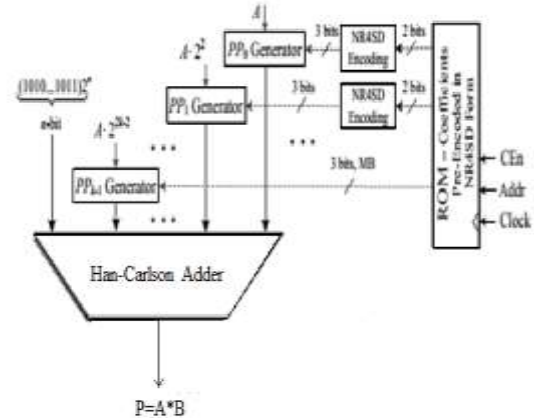 A
3 bits
NR4SD
Encoding
2 bits
PP0 Generator
A·2^2
(1010...1011)2^n
n-bit
PP1 Generator
3 bits
NR4SD
Encoding
2 bits
A·2^2k-2
...
...
PPk-1 Generator
3 bits, MB
...
ROM – Coefficients
Pre-Encoded in
NR4SD Form
CEn
Addr
Clock
Han-Carlson Adder
P=A*B